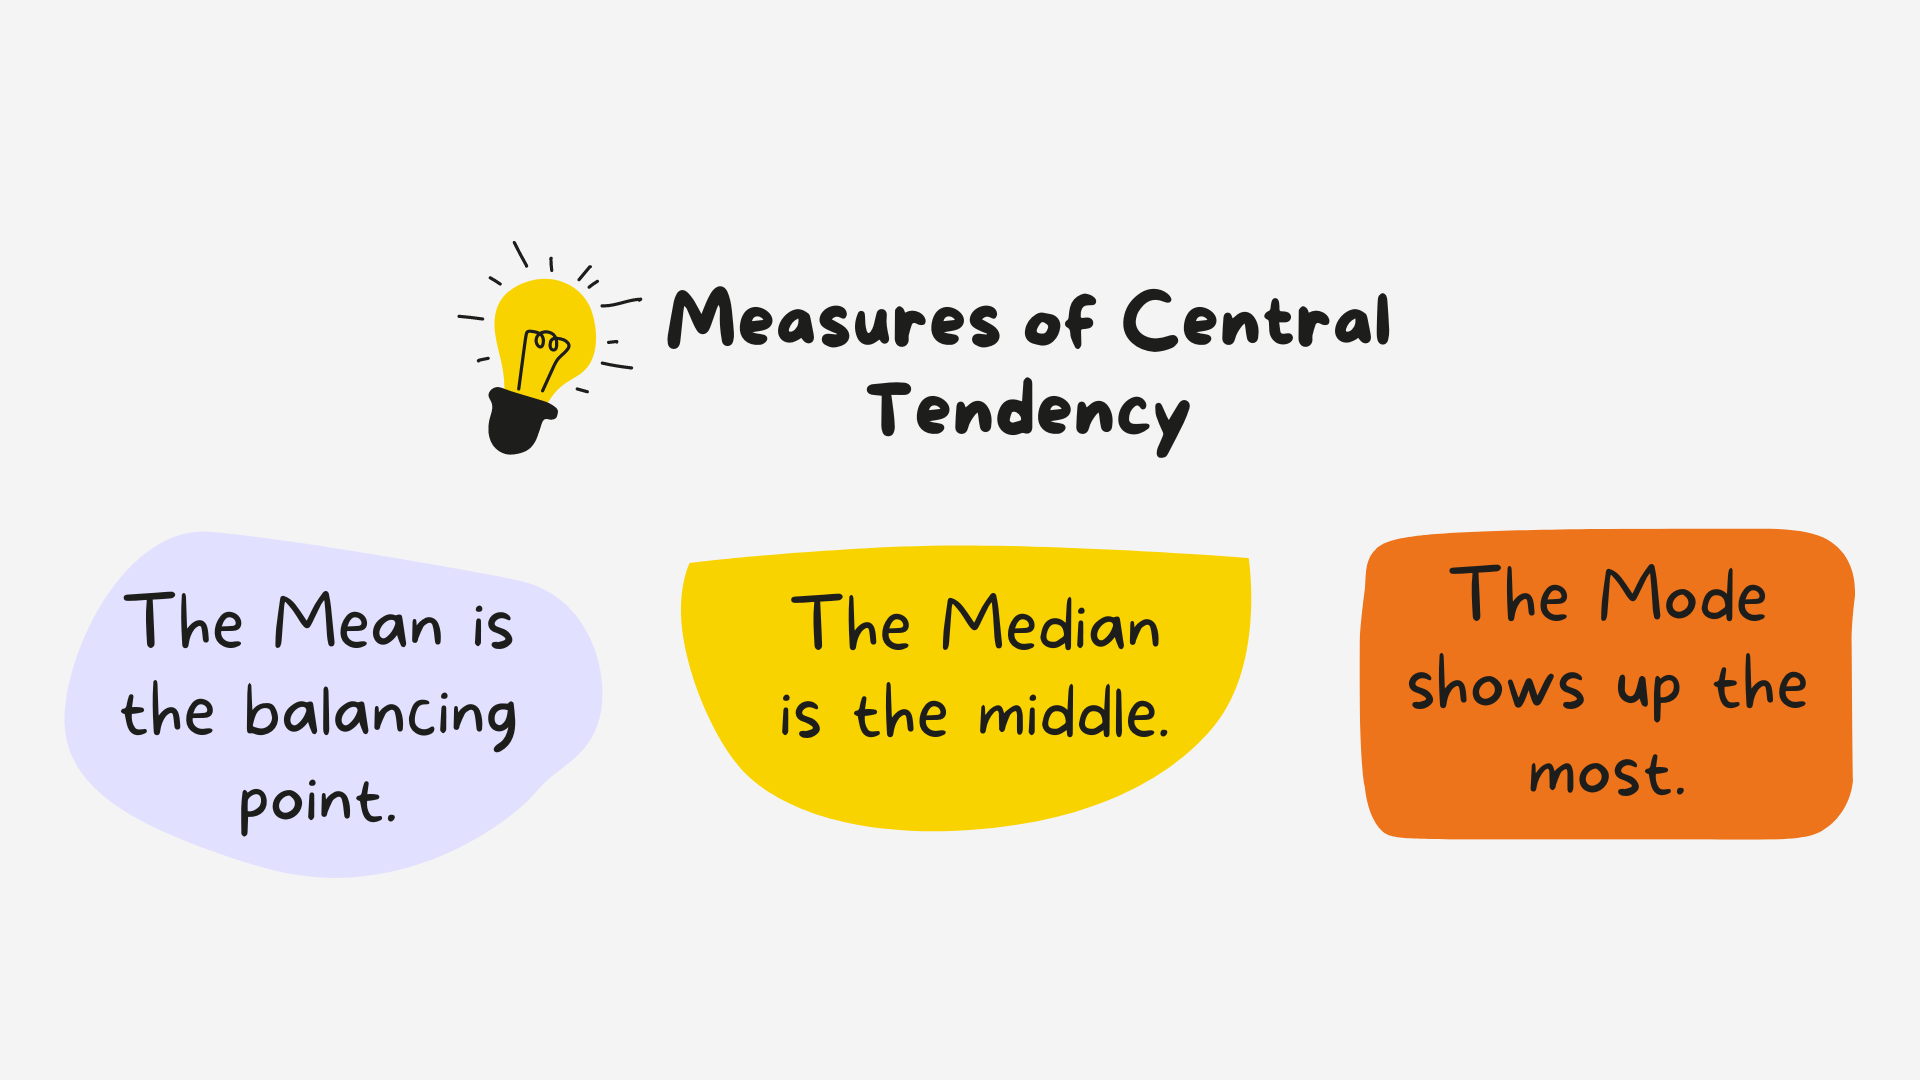 Measures of Central
Tendency
The Mean is
the balancing
point.
The Median
is the middle.
The Mode
shows up the
most.